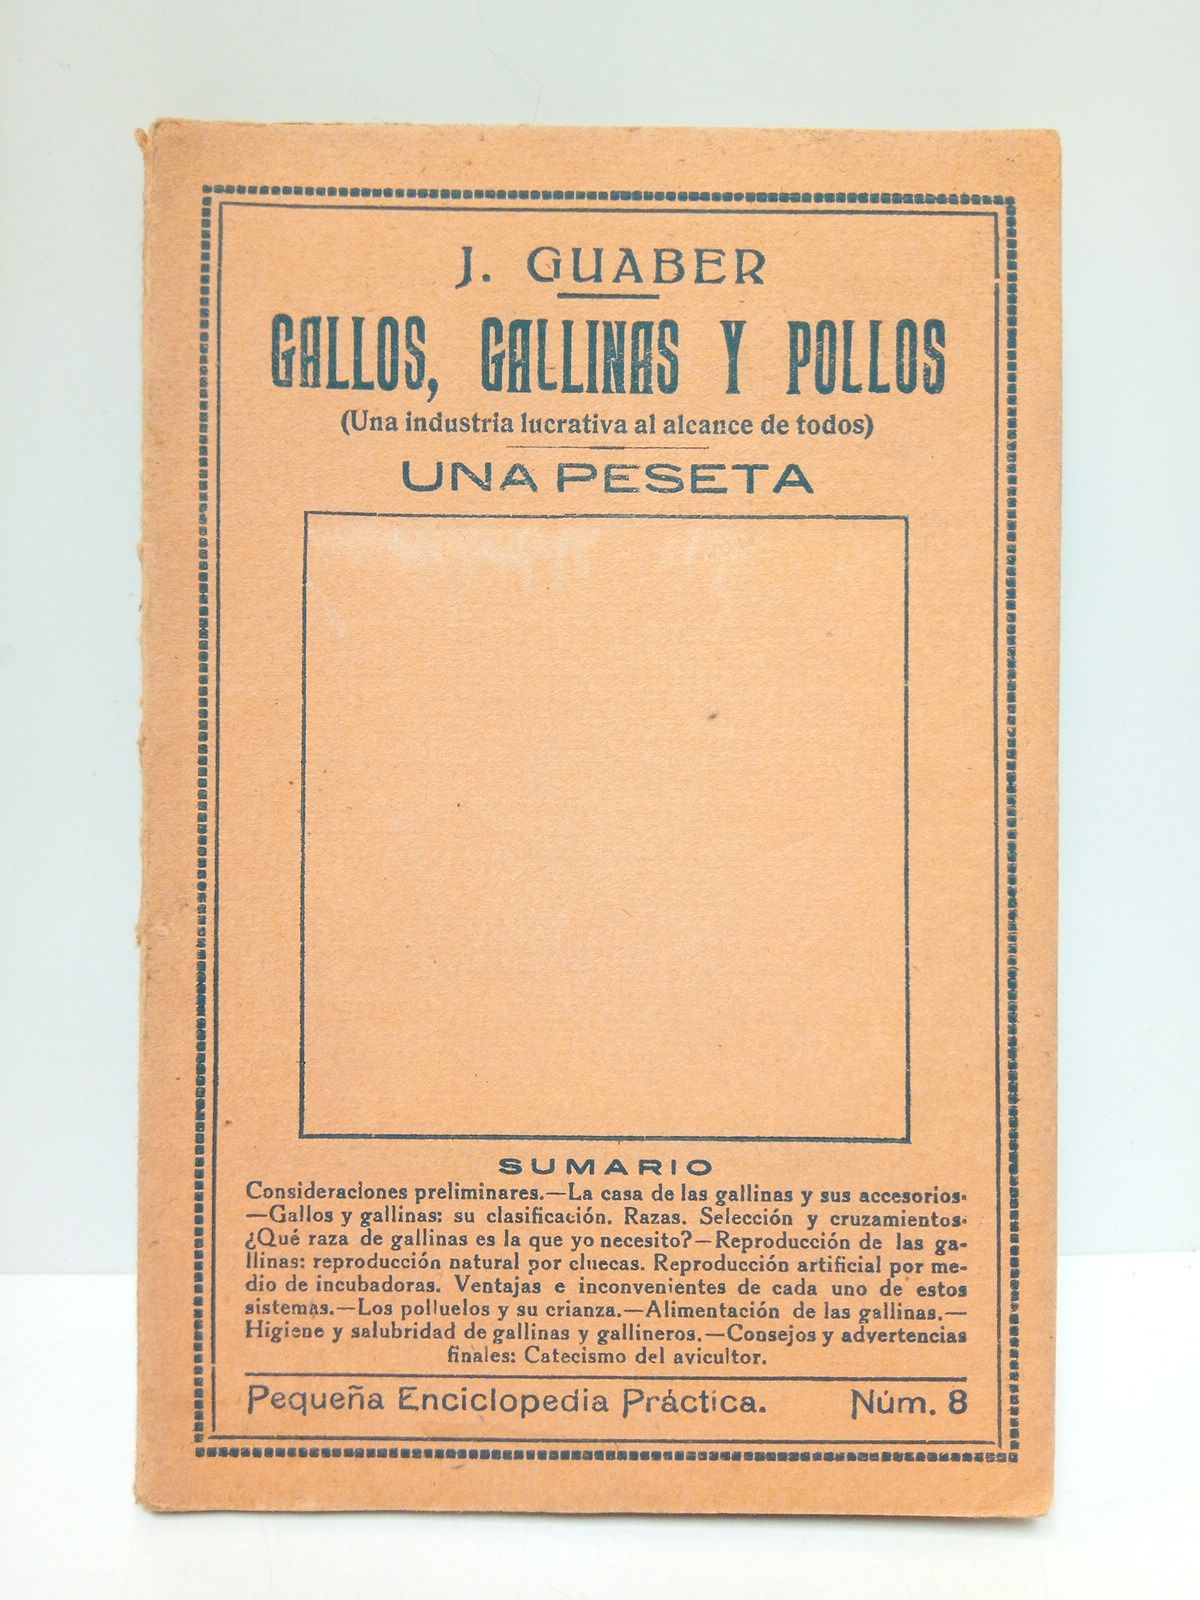 J. GUABER
GALLOS, GALLINAS Y POLLOS
(Una industria lucrativa al alcance de todos)
UNA PESETA
SUMARIO
Consideraciones preliminares.—La casa de las gallinas y sus accesorios.
—Gallos y gallinas: su clasificación. Razas. Selección y cruzamientos.
¿Qué raza de gallinas es la que yo necesito?—Reproducción de las ga-
llinas: reproducción natural por cluecas. Reproducción artificial por me-
dio de incubadoras. Ventajas e inconvenientes de cada uno de estos
sistemas.—Los polluelos y su crianza.—Alimentación de las gallinas.—
Higiene y salubridad de gallinas y gallineros.—Consejos y advertencias
finales: Catecismo del avicultor.
Pequeña Enciclopedia Práctica. Núm. 8